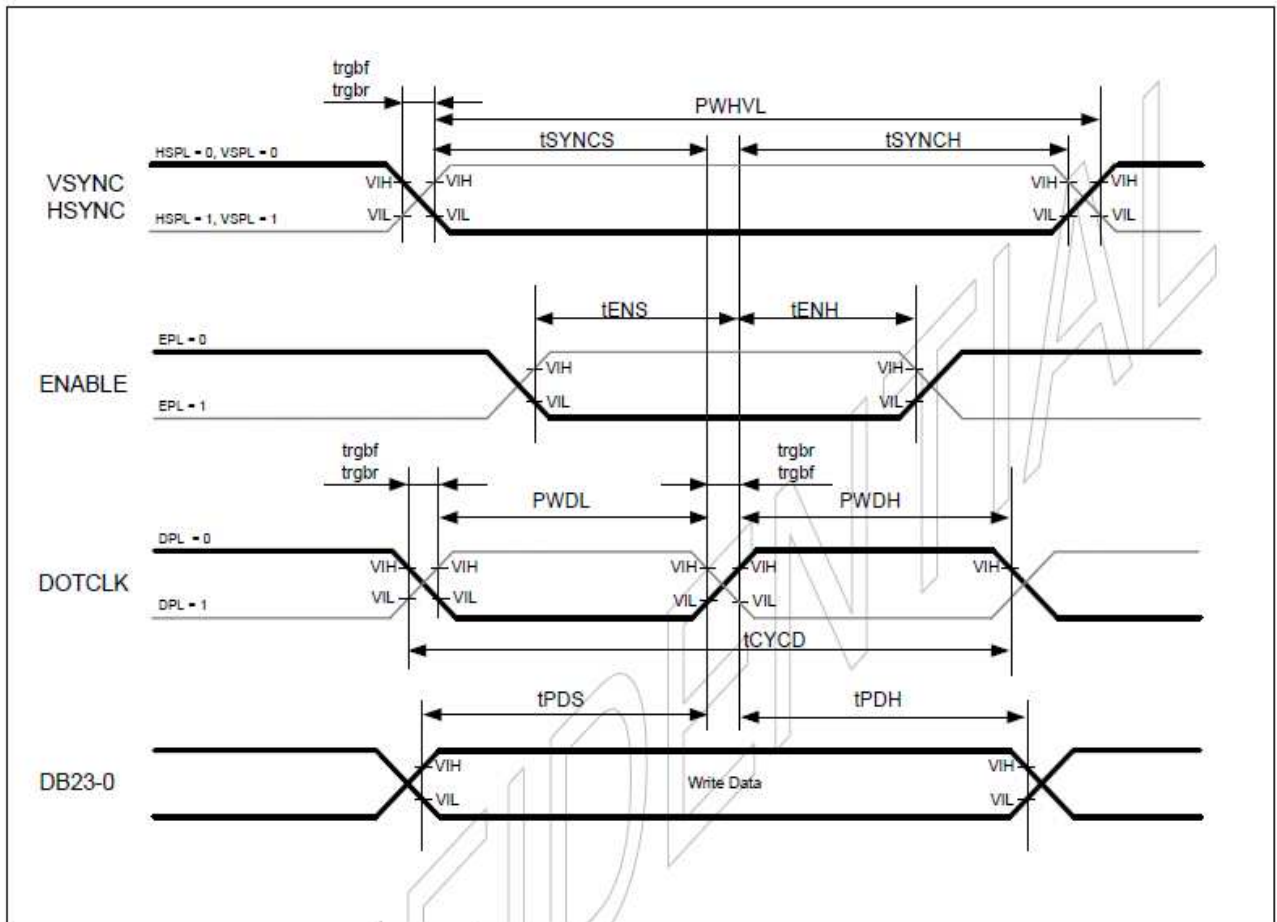 trgbf
trgbr
PWHVL
tSYNCS
tSYNCH
HSPL = 0, VSPL = 0
VSYNC
HSYNC
VIH
VIH
VIH
VIH
VIL
VIL
VIL
VIL
HSPL = 1, VSPL = 1
tENS
tENH
EPL = 0
ENABLE
VIH
VIH
VIL
VIL
EPL = 1
trgbf
trgbr
trgbr
trgbf
PWDL
PWDH
DPL = 0
DOTCLK
VIH
VIH
VIH
VIH
VIH
VIL
VIL
VIL
VIL
DPL = 1
tCYCD
tPDS
tPDH
DB23-0
VIH
Write Data
VIH
VIL
VIL
DENTIAL